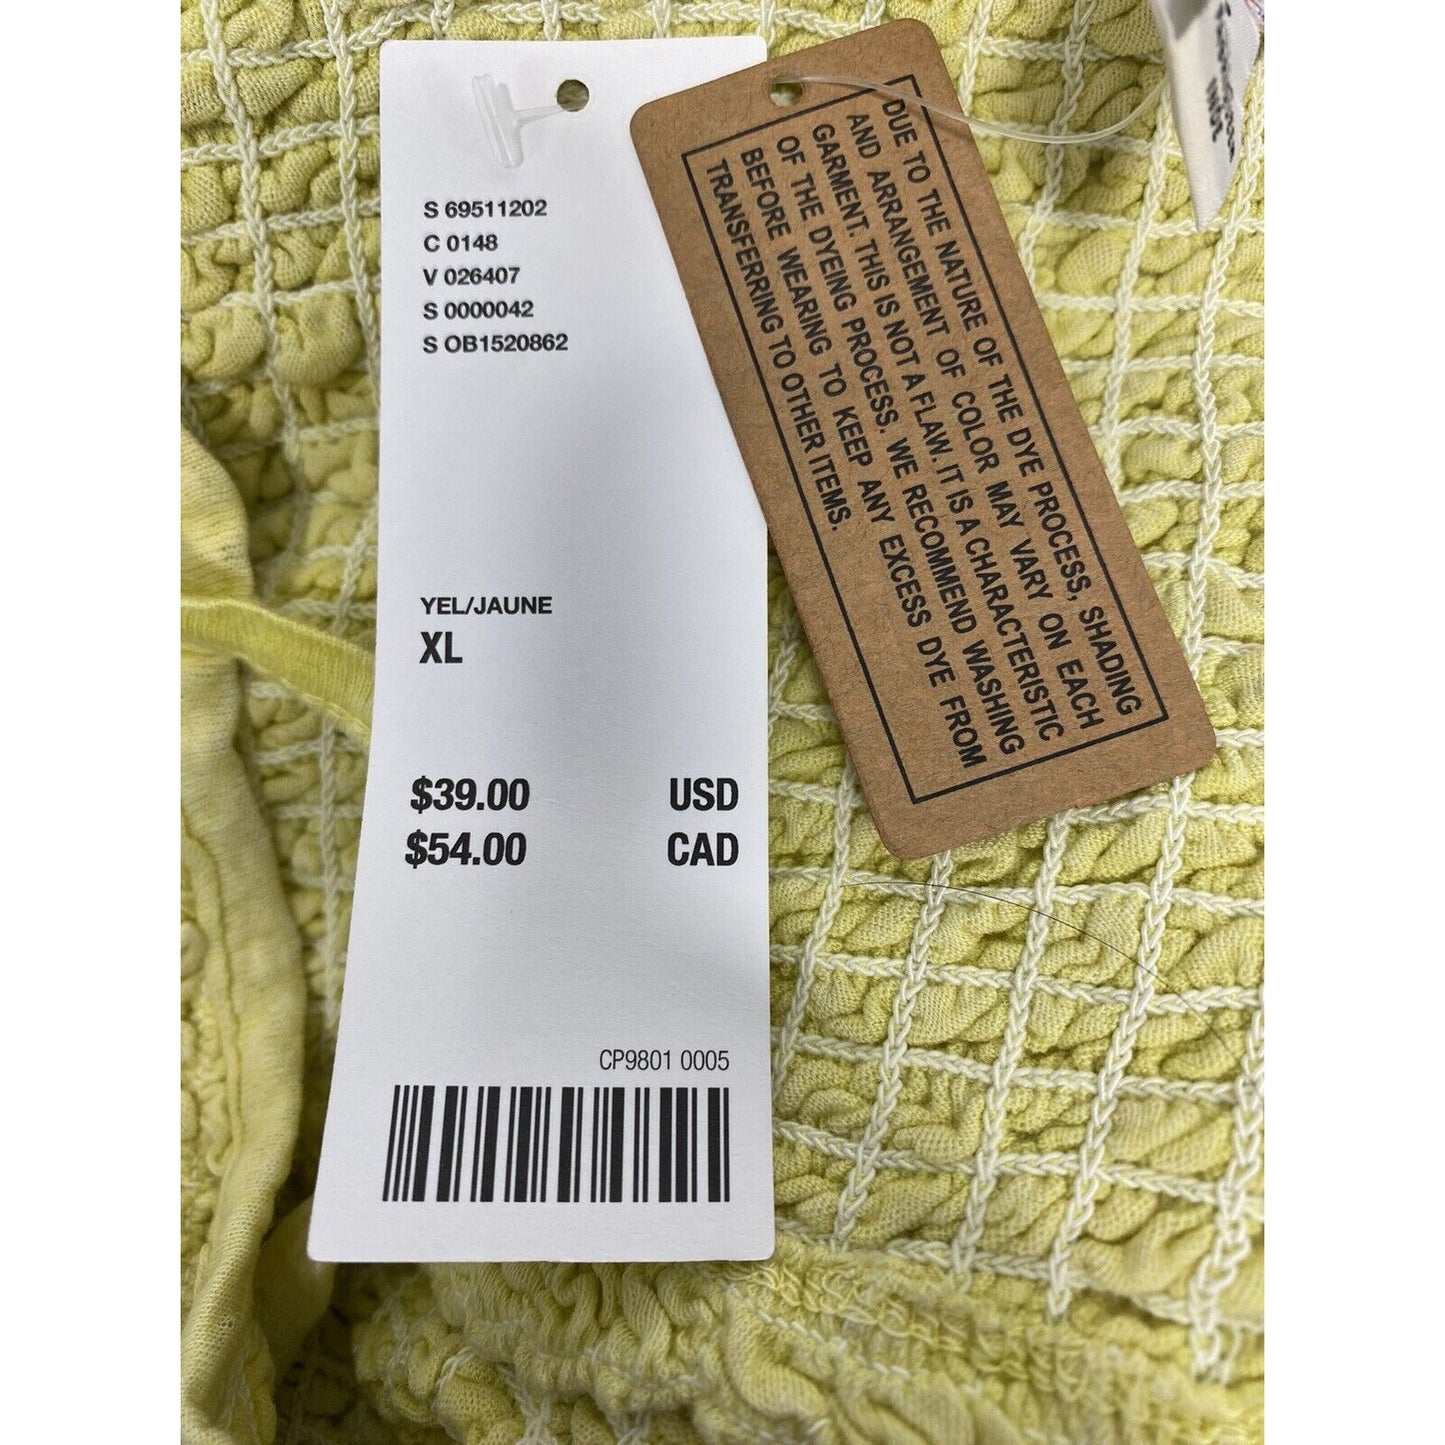 S 69511202
C 0148
V 026407
S 0000042
S OB1520862
YEL/JAUNE
XL
$39.00 USD
$54.00 CAD
CP9801 0005
DUE TO THE NATURE OF THE DYE PROCESS, SHADING
AND ARRANGEMENT OF COLOR MAY VARY ON EACH
GARMENT. THIS IS NOT A FLAW. IT IS A CHARACTERISTIC
OF THE DYEING PROCESS. WE RECOMMEND WASHING
BEFORE WEARING TO KEEP ANY EXCESS DYE FROM
TRANSFERRING TO OTHER ITEMS.